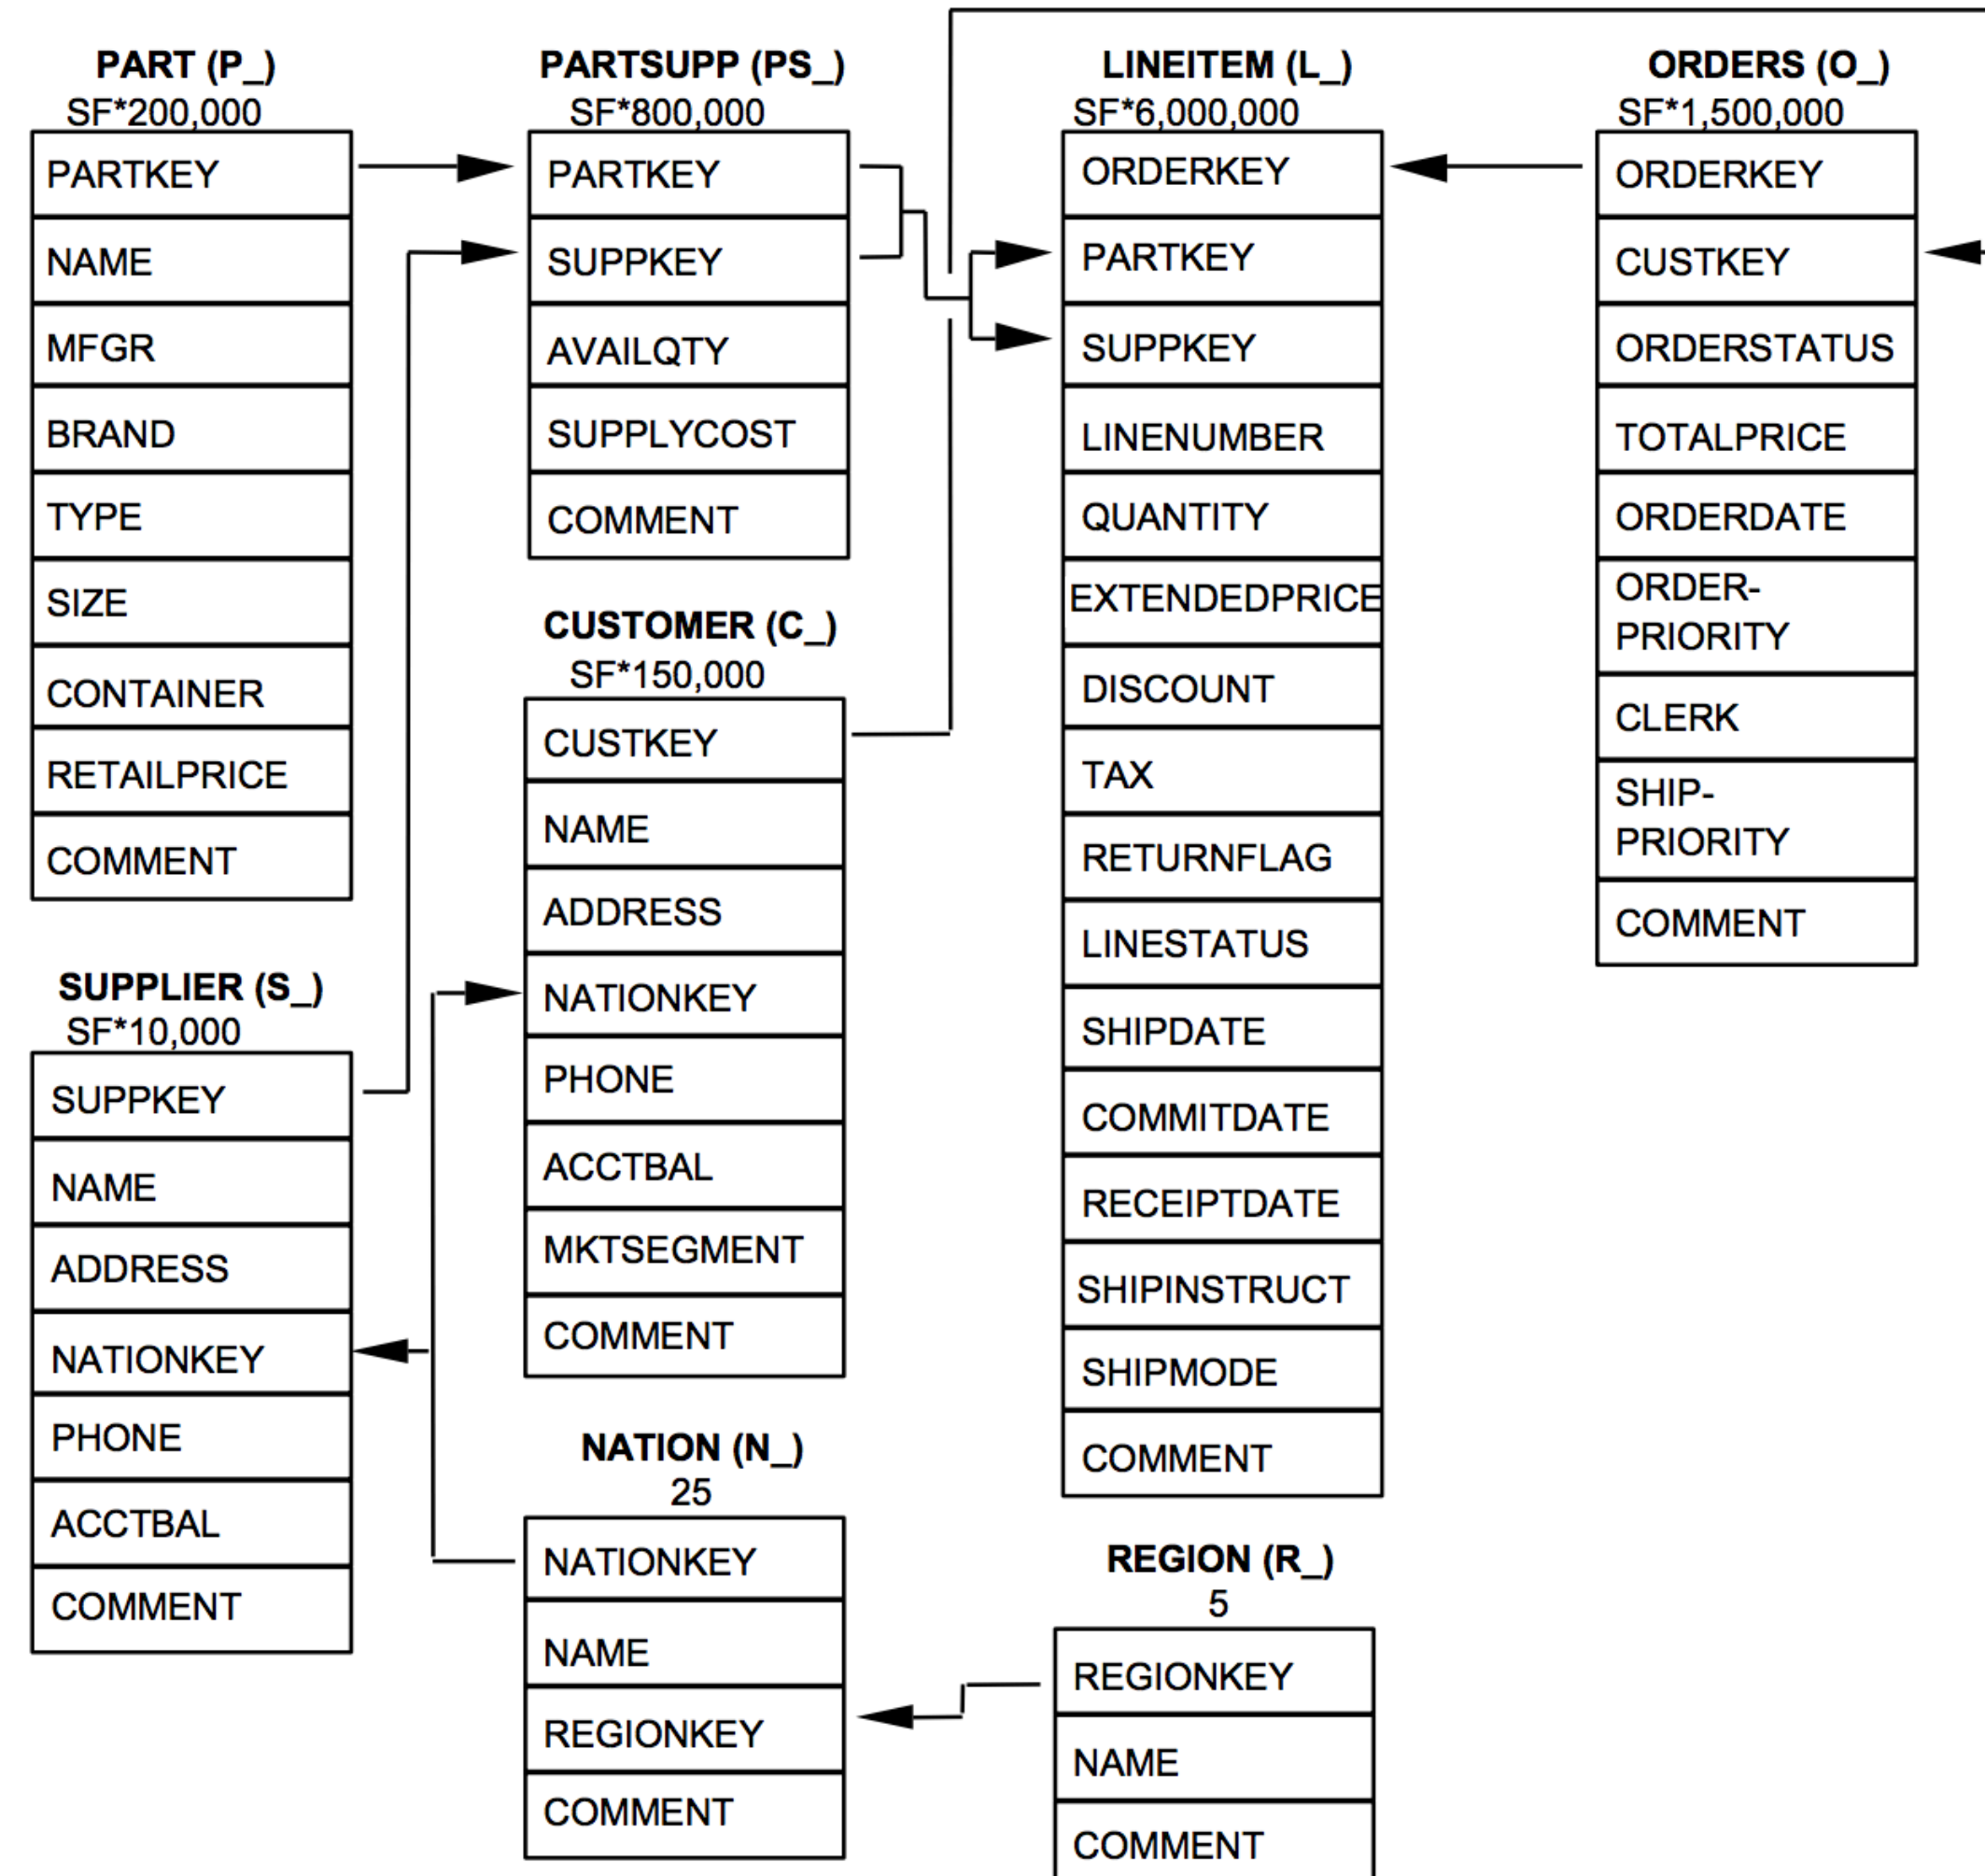 PART (P_)
SF*200,000
PARTKEY
NAME
MFGR
BRAND
TYPE
SIZE
CONTAINER
RETAILPRICE
COMMENT
SUPPLIER (S_)
SF*10,000
SUPPKEY
NAME
ADDRESS
NATIONKEY
PHONE
ACCTBAL
COMMENT
PARTSUPP (PS_)
SF*800,000
PARTKEY
SUPPKEY
AVAILQTY
SUPPLYCOST
COMMENT
CUSTOMER (C_)
SF*150,000
CUSTKEY
NAME
ADDRESS
NATIONKEY
PHONE
ACCTBAL
MKTSEGMENT
COMMENT
NATION (N_)
25
NATIONKEY
NAME
REGIONKEY
COMMENT
LINEITEM (L_)
SF*6,000,000
ORDERKEY
PARTKEY
SUPPKEY
LINENUMBER
QUANTITY
EXTENDEDPRICE
DISCOUNT
TAX
RETURNFLAG
LINESTATUS
SHIPDATE
COMMITDATE
RECEIPTDATE
SHIPINSTRUCT
SHIPMODE
COMMENT
REGION (R_)
5
REGIONKEY
NAME
COMMENT
ORDERS (O_)
SF*1,500,000
ORDERKEY
CUSTKEY
ORDERSTATUS
TOTALPRICE
ORDERDATE
ORDER-
PRIORITY
CLERK
SHIP-
PRIORITY
COMMENT